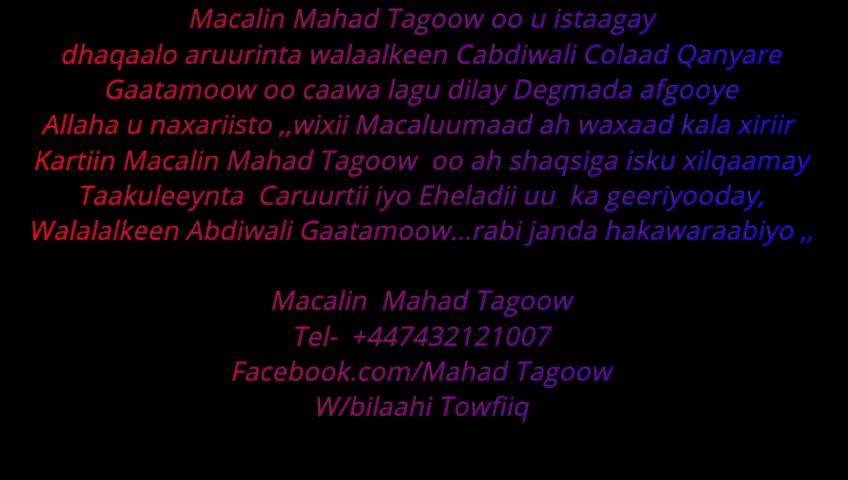 Macalin Mahad Tagoow oo u istaagay
dhaqaalo aruurinta walaalkeen Cabdiwali Colaad Qanyare
Gaatamoow oo caawa lagu dilay Degmada afgooye
Allaha u naxariisto ,,wixii Macaluumaad ah waxaad kala xiriir
Kartiin Macalin Mahad Tagoow oo ah shaqsiga isku xilqaamay
Taakuleeynta Caruurtii iyo Eheladii uu ka geeriyooday,
Walalalkeen Abdiwali Gaatamoow...rabi janda hakawaraabiyo ,,
Macalin Mahad Tagoow
Tel- +447432121007
Facebook.com/Mahad Tagoow
W/bilaahi Towfiiq